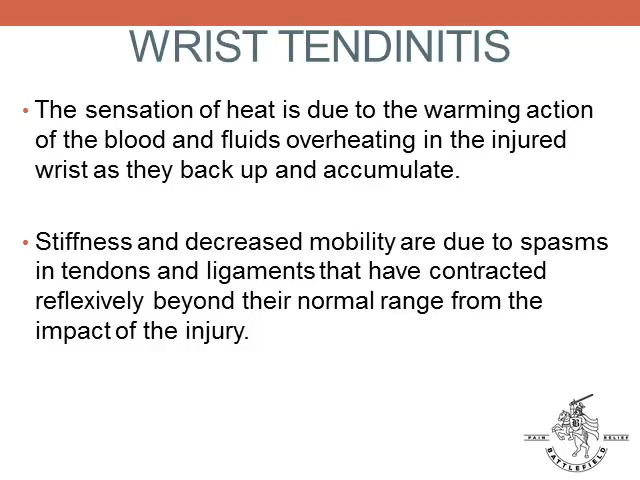 WRIST TENDINITIS
• The sensation of heat is due to the warming action
of the blood and fluids overheating in the injured
wrist as they back up and accumulate.
• Stiffness and decreased mobility are due to spasms
in tendons and ligaments that have contracted
reflexively beyond their normal range from the
impact of the injury.
B
PAIN RELIEF
BATTLEFIELD